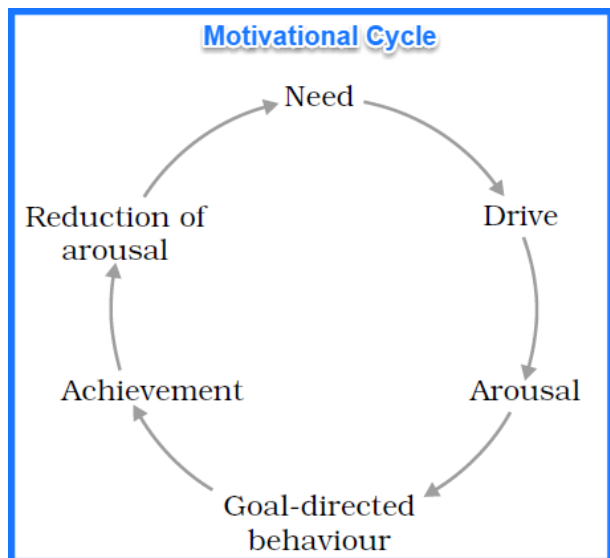 Motivational Cycle
Need
Drive
Arousal
Goal-directed
behaviour
Achievement
Reduction of
arousal